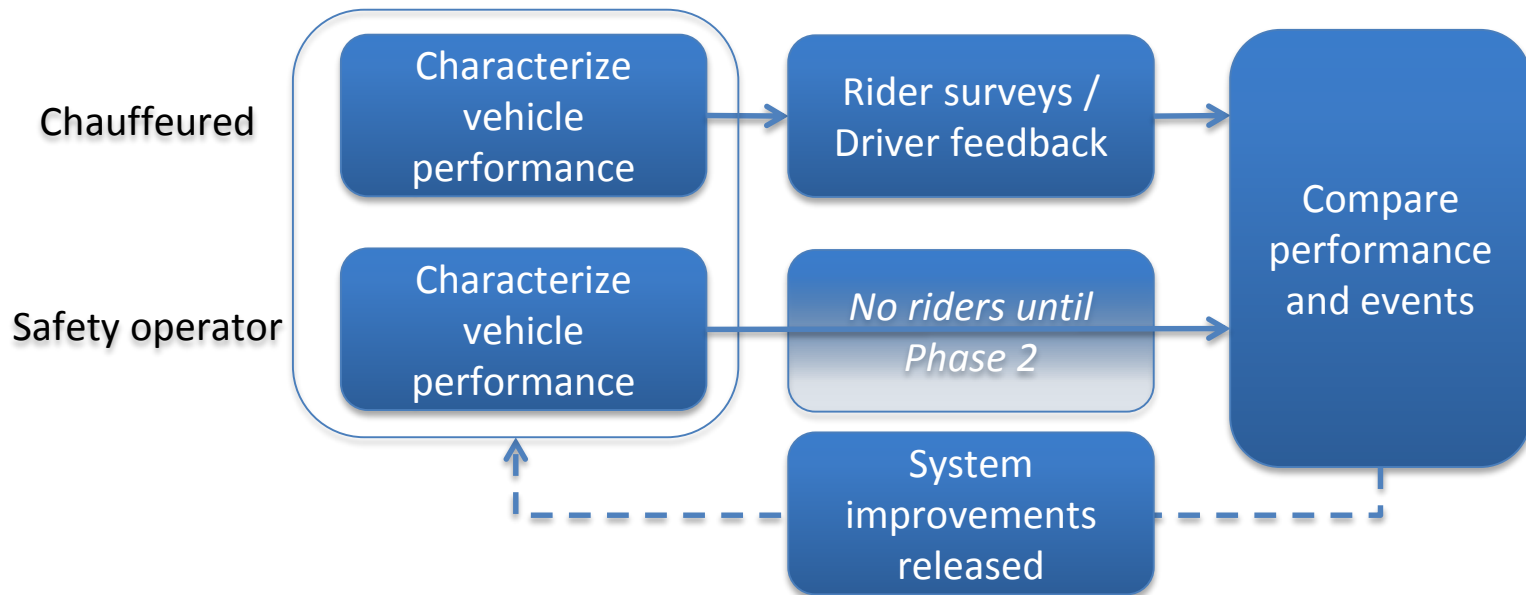 Chauffeured
Characterize
vehicle
performance
Rider surveys /
Driver feedback
Compare
performance
and events
Safety operator
Characterize
vehicle
performance
No riders until
Phase 2
System
improvements
released